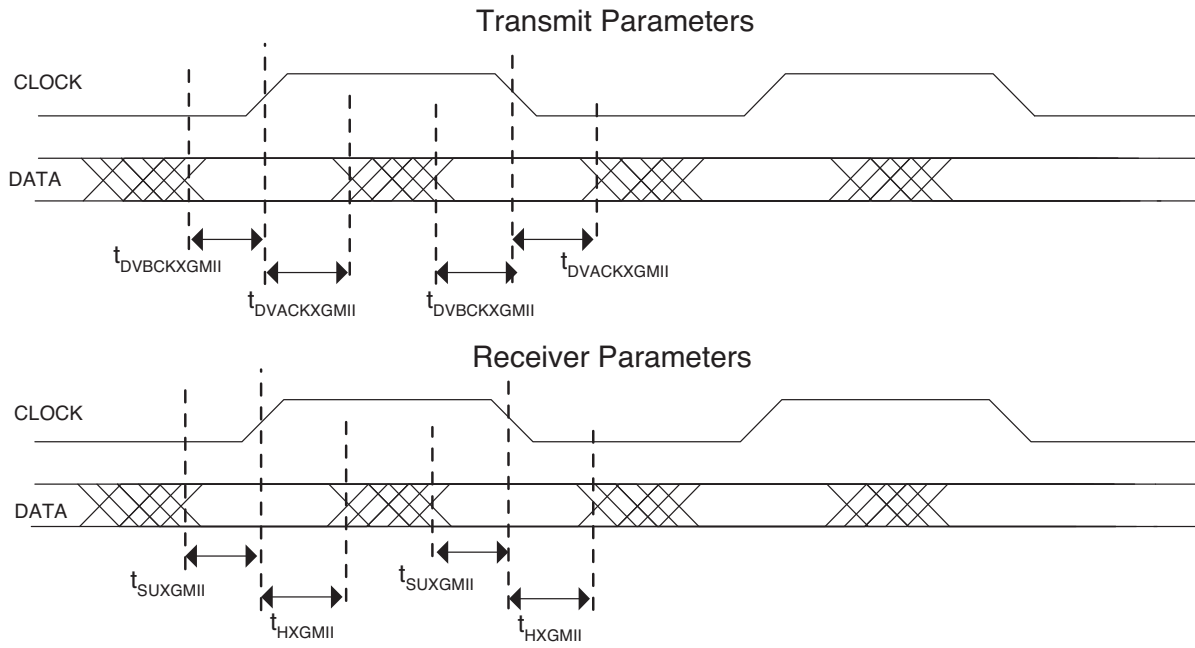 Transmit Parameters
CLOCK
DATA
tDVBCKXGMII
tDVACKXGMII
tDVBCKXGMII
tDVACKXGMII
Receiver Parameters
CLOCK
DATA
tSUXGMII
tHXGMII
tSUXGMII
tHXGMII